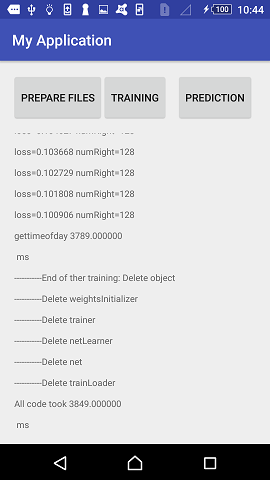 100 10:44
My Application
PREPARE FILES TRAINING PREDICTION
loss=0.103668 numRight=128
loss=0.102729 numRight=128
loss=0.101808 numRight=128
loss=0.100906 numRight=128
gettimeofday 3789.000000
ms
-----------End of ther training: Delete object
-----------Delete weightsInitializer
-----------Delete trainer
-----------Delete netLearner
-----------Delete net
-----------Delete trainLoader
All code took 3849.000000
ms